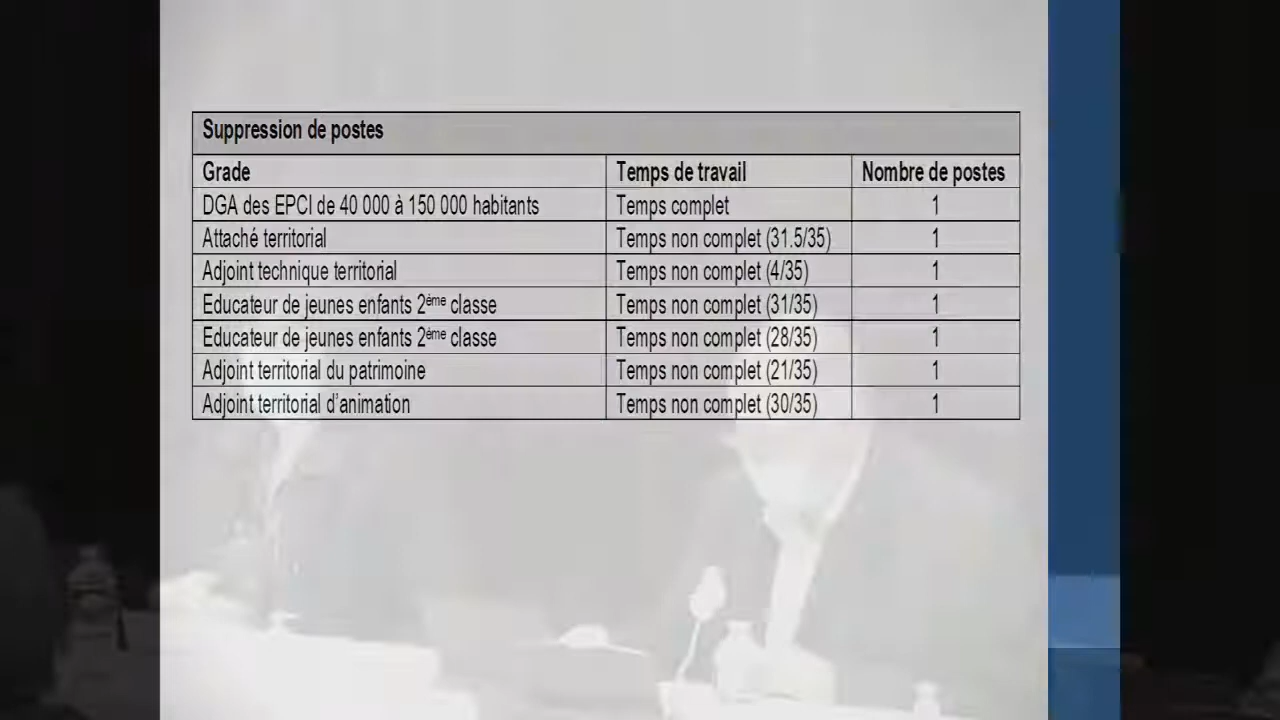 Suppression de postes
Grade Temps de travail Nombre de postes
DGA des EPCI de 40 000 à 150 000 habitants Temps complet 1
Attaché territorial Temps non complet (31.5/35) 1
Adjoint technique territorial Temps non complet (4/35) 1
Educateur de jeunes enfants 2ème classe Temps non complet (31/35) 1
Educateur de jeunes enfants 2ème classe Temps non complet (28/35) 1
Adjoint territorial du patrimoine Temps non complet (21/35) 1
Adjoint territorial d'animation Temps non complet (30/35) 1